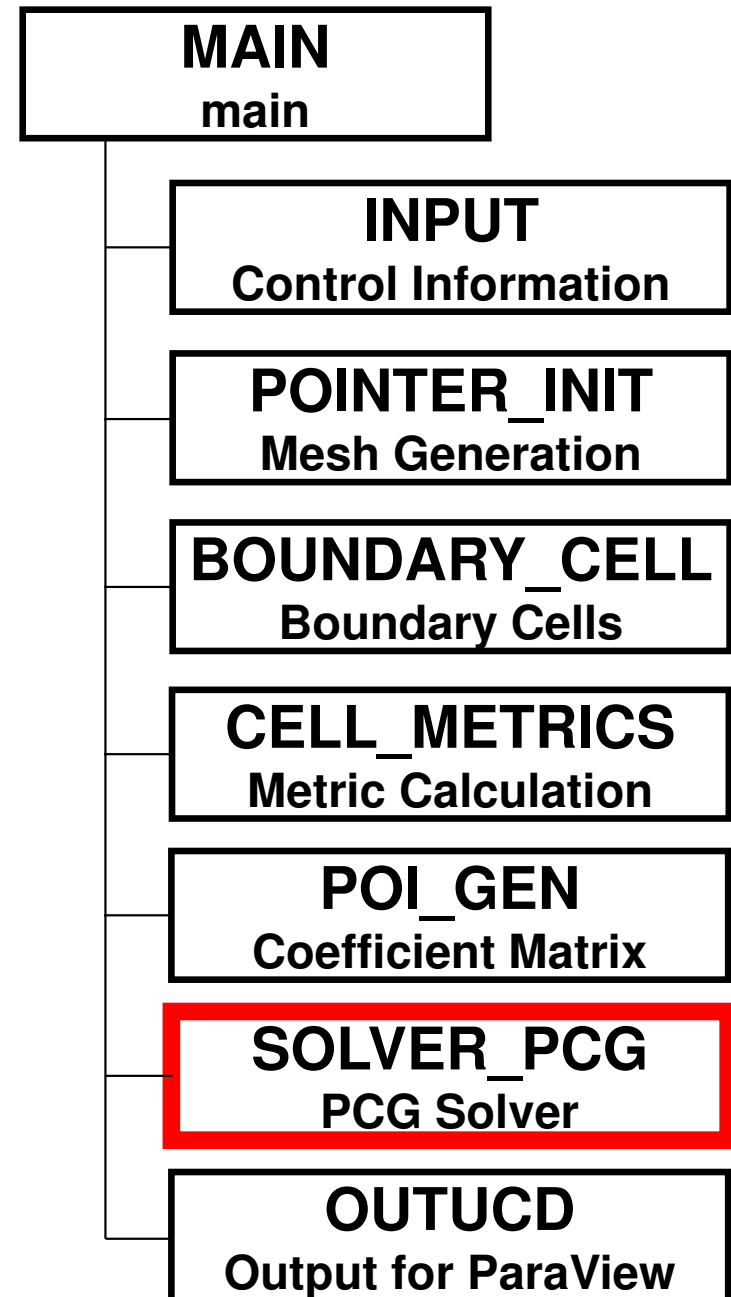 MAIN
main
INPUT
Control Information
POINTER_INIT
Mesh Generation
BOUNDARY_CELL
Boundary Cells
CELL_METRICS
Metric Calculation
POI_GEN
Coefficient Matrix
SOLVER_PCG
PCG Solver
OUTUCD
Output for ParaView